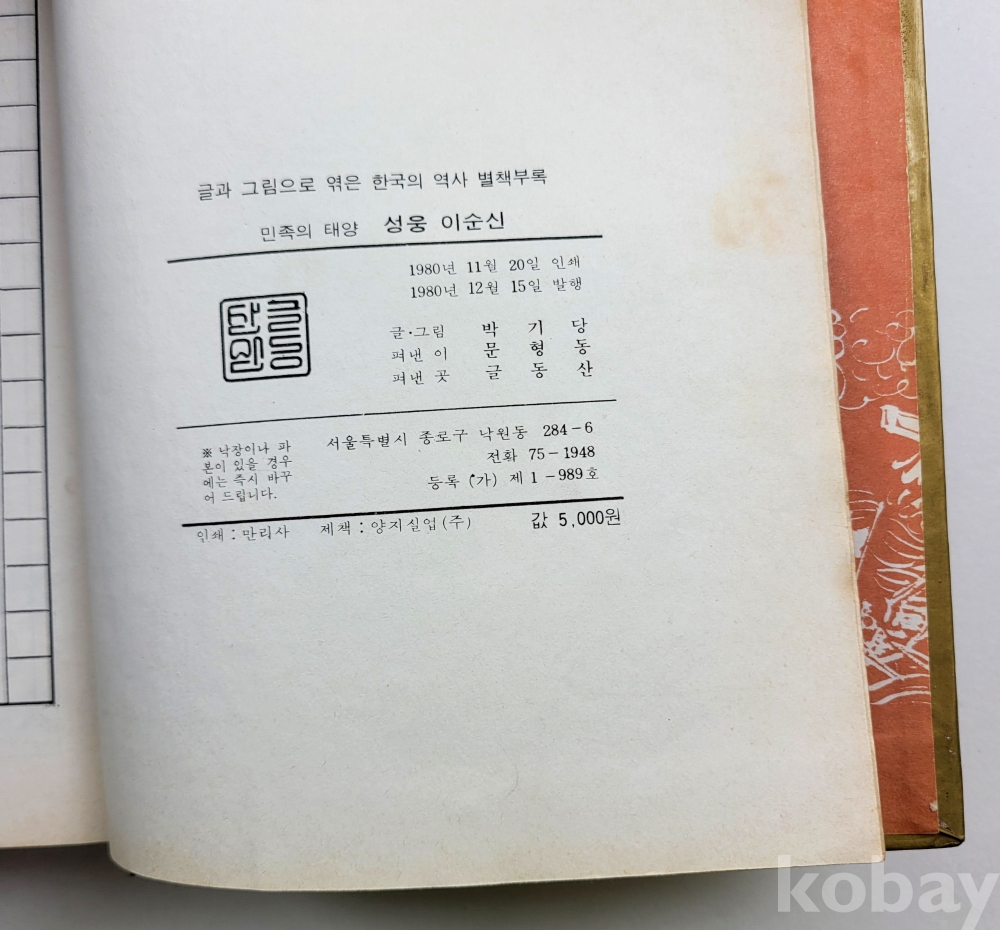 글과 그림으로 엮은 한국의 역사 별책부록
민족의 태양 성웅 이순신
1980년 11월 20일 인쇄
1980년 12월 15일 발행
글·그림 박 기 당
펴낸 이 문 형 동
펴낸 곳 글 동 산
※ 낙장이나 파
본이 있을 경우
에는 즉시 바꾸
어 드립니다.
서울특별시 종로구 낙원동 284-6
전화 75-1948
등록 (가) 제 1-989호
인쇄 : 만리사 제책 : 양지실업(주) 값 5,000원
kobay